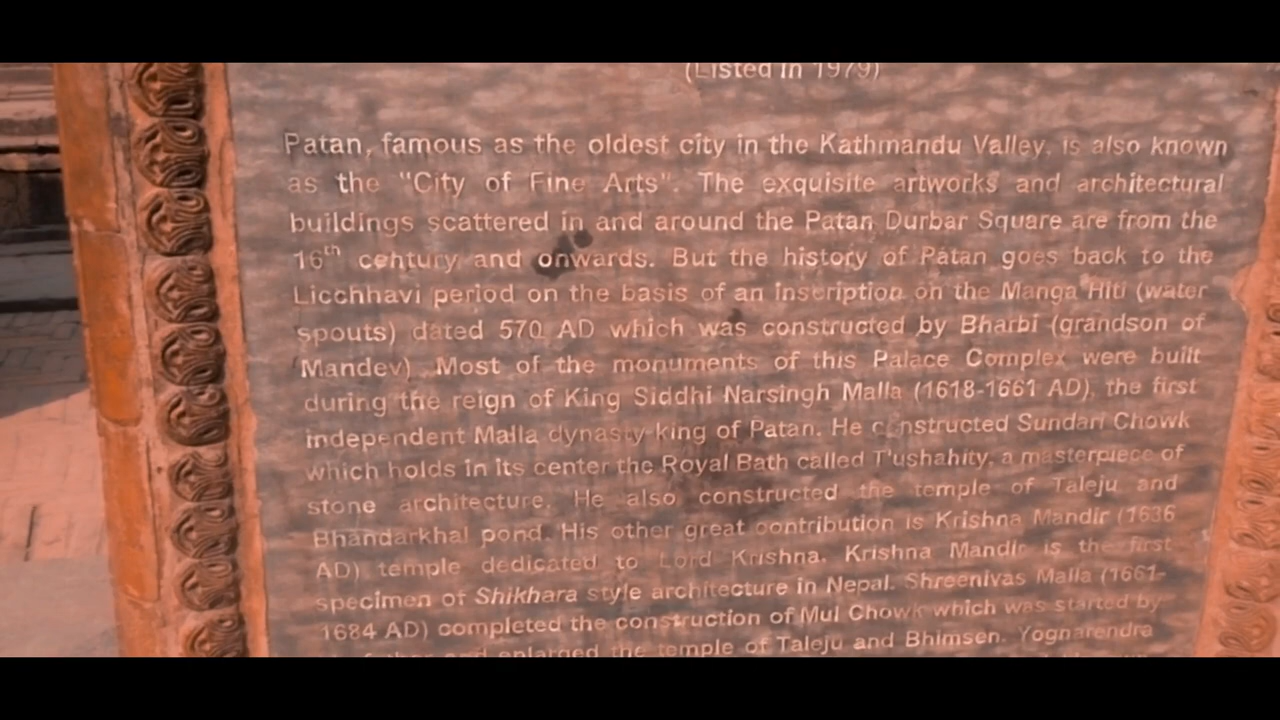 (Listed in 1979)
Patan, famous as the oldest city in the Kathmandu Valley, is also known
as the "City of Fine Arts". The exquisite artworks and architectural
buildings scattered in and around the Patan Durbar Square are from the
16th century and onwards. But the history of Patan goes back to the
Licchhavi period on the basis of an inscription on the Manga Hiti (water
spouts) dated 570 AD which was constructed by Bharbi (grandson of
Mandev). Most of the monuments of this Palace Complex were built
during the reign of King Siddhi Narsingh Malla (1618-1661 AD), the first
independent Malla dynasty king of Patan. He constructed Sundari Chowk
which holds in its center the Royal Bath called T'ushahity, a masterpiece of
stone architecture. He also constructed the temple of Taleju and
Bhandarkhal pond. His other great contribution is Krishna Mandir (1636
AD) temple dedicated to Lord Krishna. Krishna Mandir is the first
specimen of Shikhara style architecture in Nepal. Shreenivas Malla (1661-
1684 AD) completed the construction of Mul Chowk which was started by
father and enlarged the temple of Taleju and Bhimsen. Yognarendra